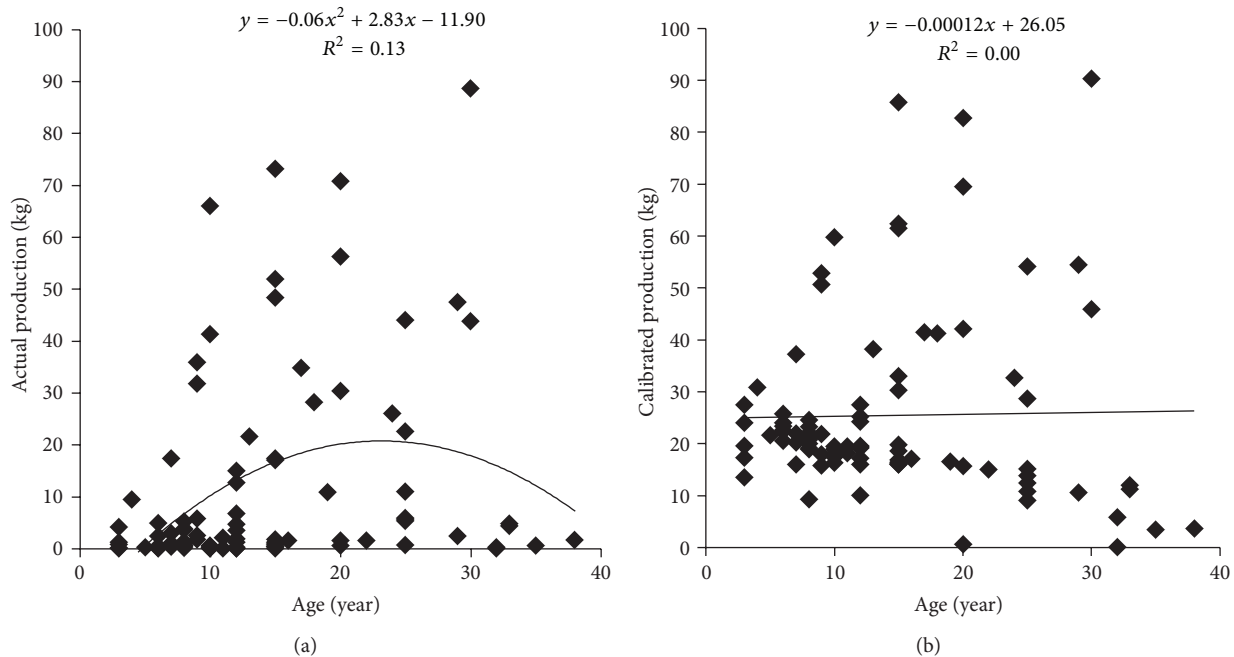 y = −0.06x² + 2.83x − 11.90
R² = 0.13
100
90
80
70
60
50
40
30
20
10
0
Actual production (kg)
0 10 20 30 40
Age (year)
(a)
y = −0.00012x + 26.05
R² = 0.00
100
90
80
70
60
50
40
30
20
10
0
Calibrated production (kg)
0 10 20 30 40
Age (year)
(b)